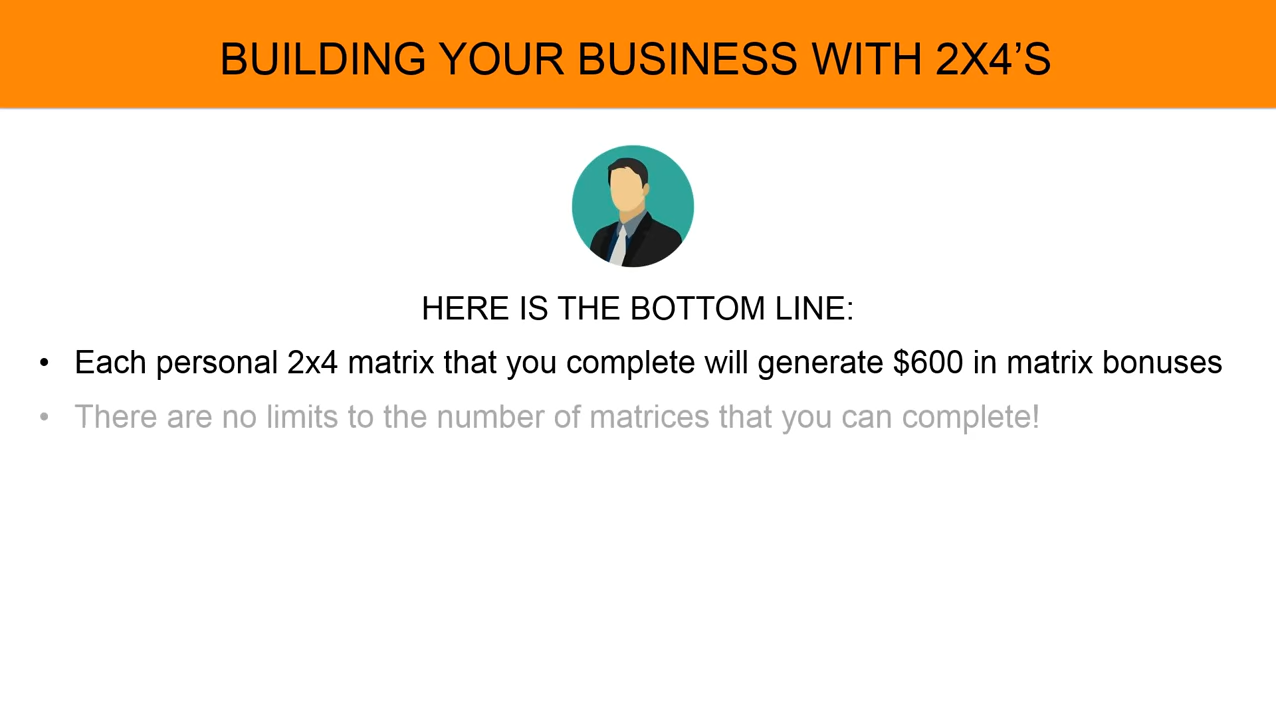 BUILDING YOUR BUSINESS WITH 2X4’S
HERE IS THE BOTTOM LINE:
• Each personal 2x4 matrix that you complete will generate $600 in matrix bonuses
• There are no limits to the number of matrices that you can complete!